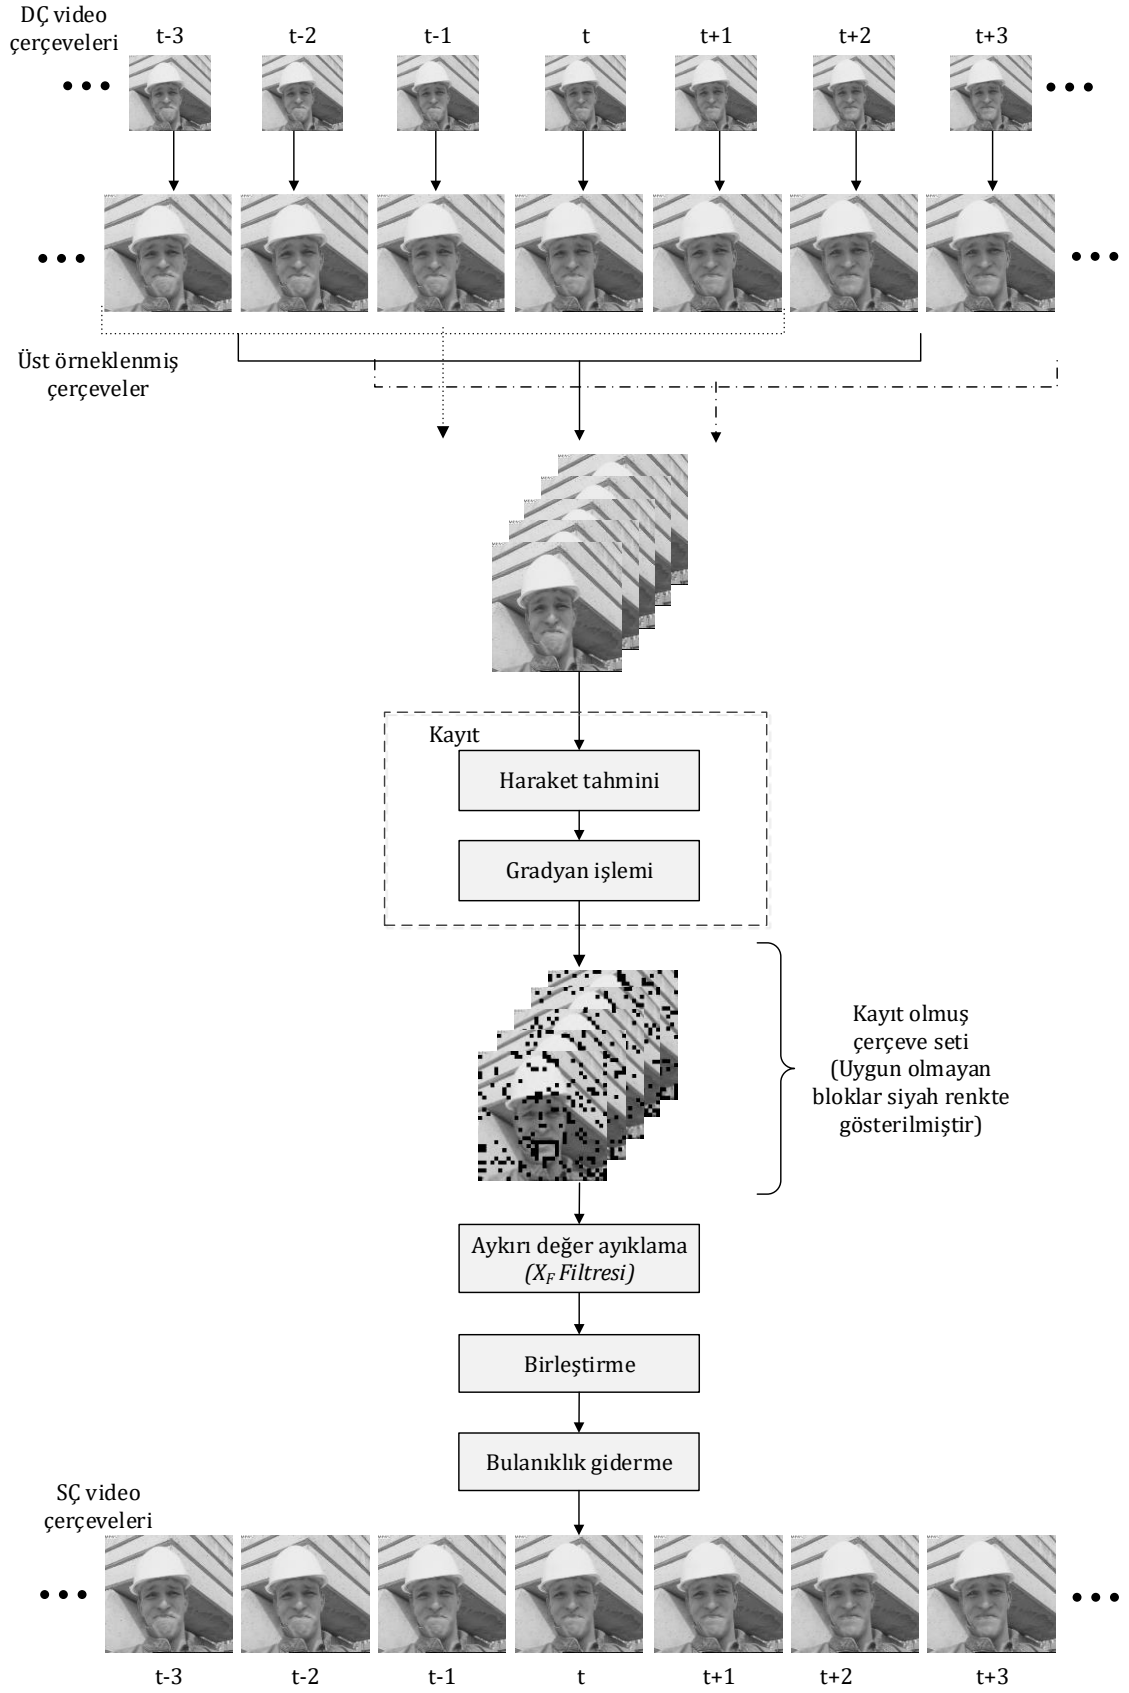 DÇ video
çerçeveleri
t-3 t-2 t-1 t t+1 t+2 t+3
Üst örneklenmiş
çerçeveler
Kayıt
Haraket tahmini
Gradyan işlemi
Kayıt olmuş
çerçeve seti
(Uygun olmayan
bloklar siyah renkte
gösterilmiştir)
Aykırı değer ayıklama
(X_F Filtresi)
Birleştirme
Bulanıklık giderme
SÇ video
çerçeveleri
t-3 t-2 t-1 t t+1 t+2 t+3